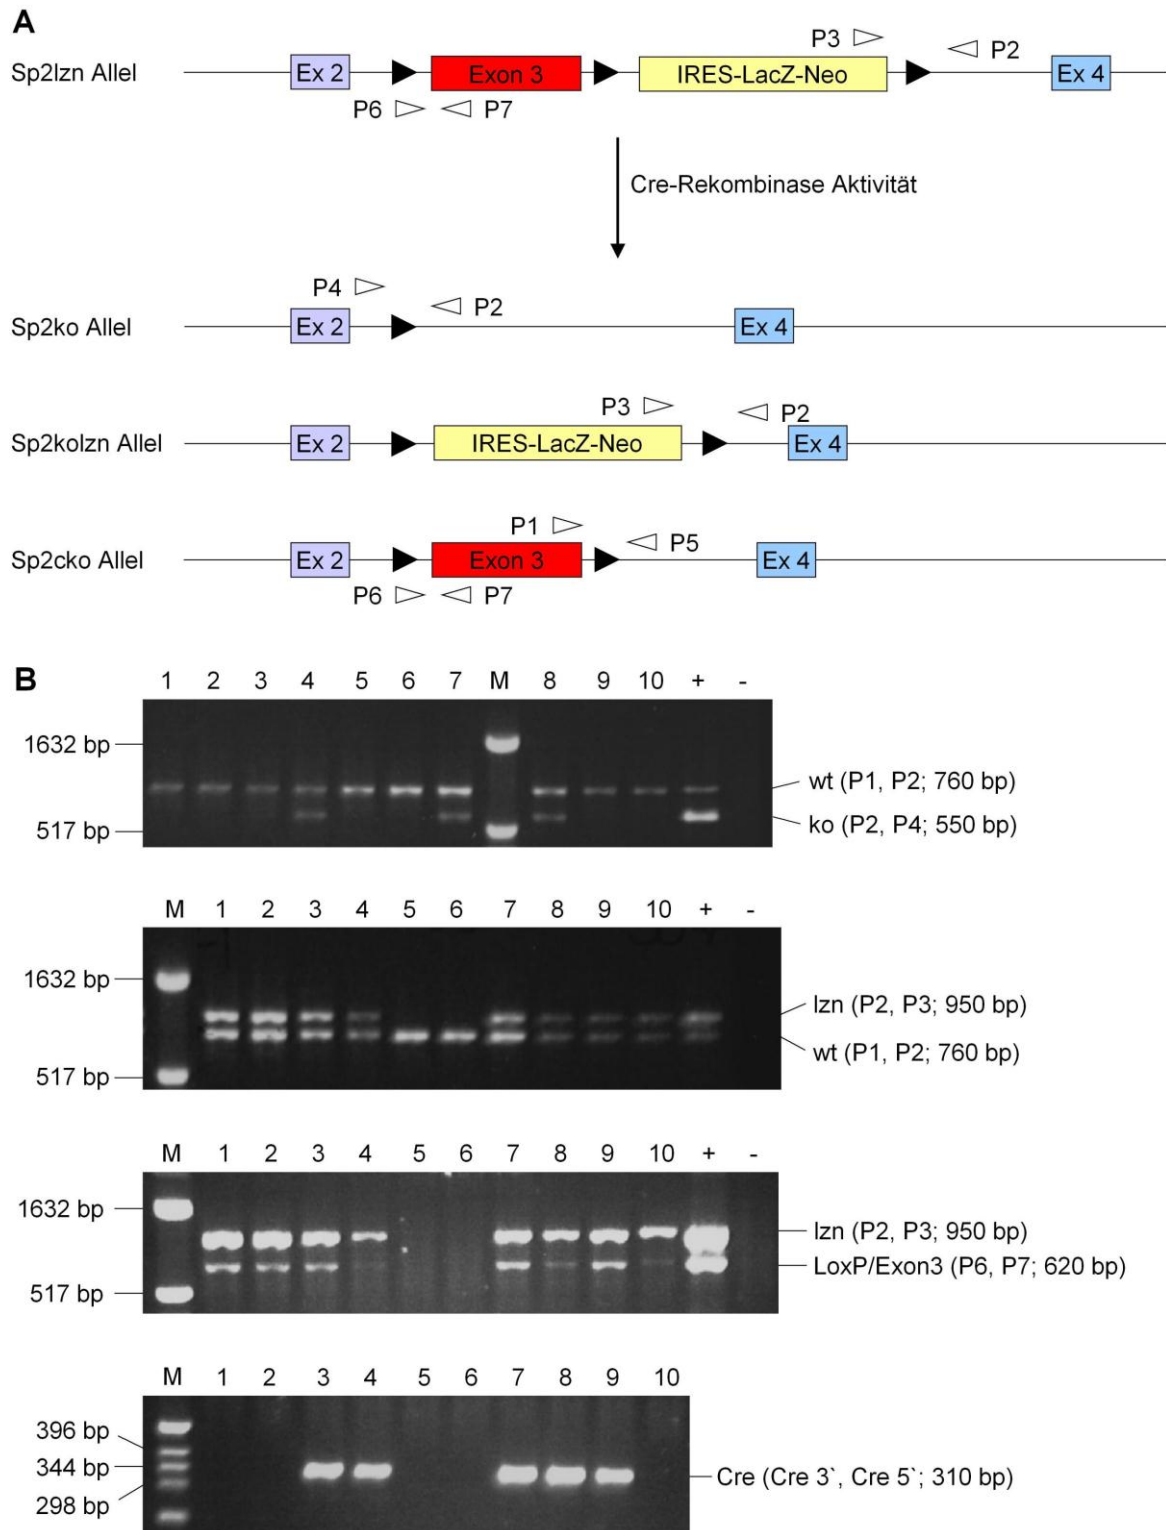 A
Sp2lzn Allel
Ex 2
Exon 3
IRES-LacZ-Neo
Ex 4
P3
P2
P6
P7
Cre-Rekombinase Aktivität
Sp2ko Allel
P4
P2
Ex 2
Ex 4
Sp2kolzn Allel
P3
P2
Ex 2
IRES-LacZ-Neo
Ex 4
Sp2cko Allel
P1
P5
Ex 2
Exon 3
Ex 4
P6
P7
B
1 2 3 4 5 6 7 M 8 9 10 + -
1632 bp
517 bp
wt (P1, P2; 760 bp)
ko (P2, P4; 550 bp)
M 1 2 3 4 5 6 7 8 9 10 + -
1632 bp
517 bp
lzn (P2, P3; 950 bp)
wt (P1, P2; 760 bp)
M 1 2 3 4 5 6 7 8 9 10 + -
1632 bp
517 bp
lzn (P2, P3; 950 bp)
LoxP/Exon3 (P6, P7; 620 bp)
M 1 2 3 4 5 6 7 8 9 10
396 bp
344 bp
298 bp
Cre (Cre 3`, Cre 5`; 310 bp)